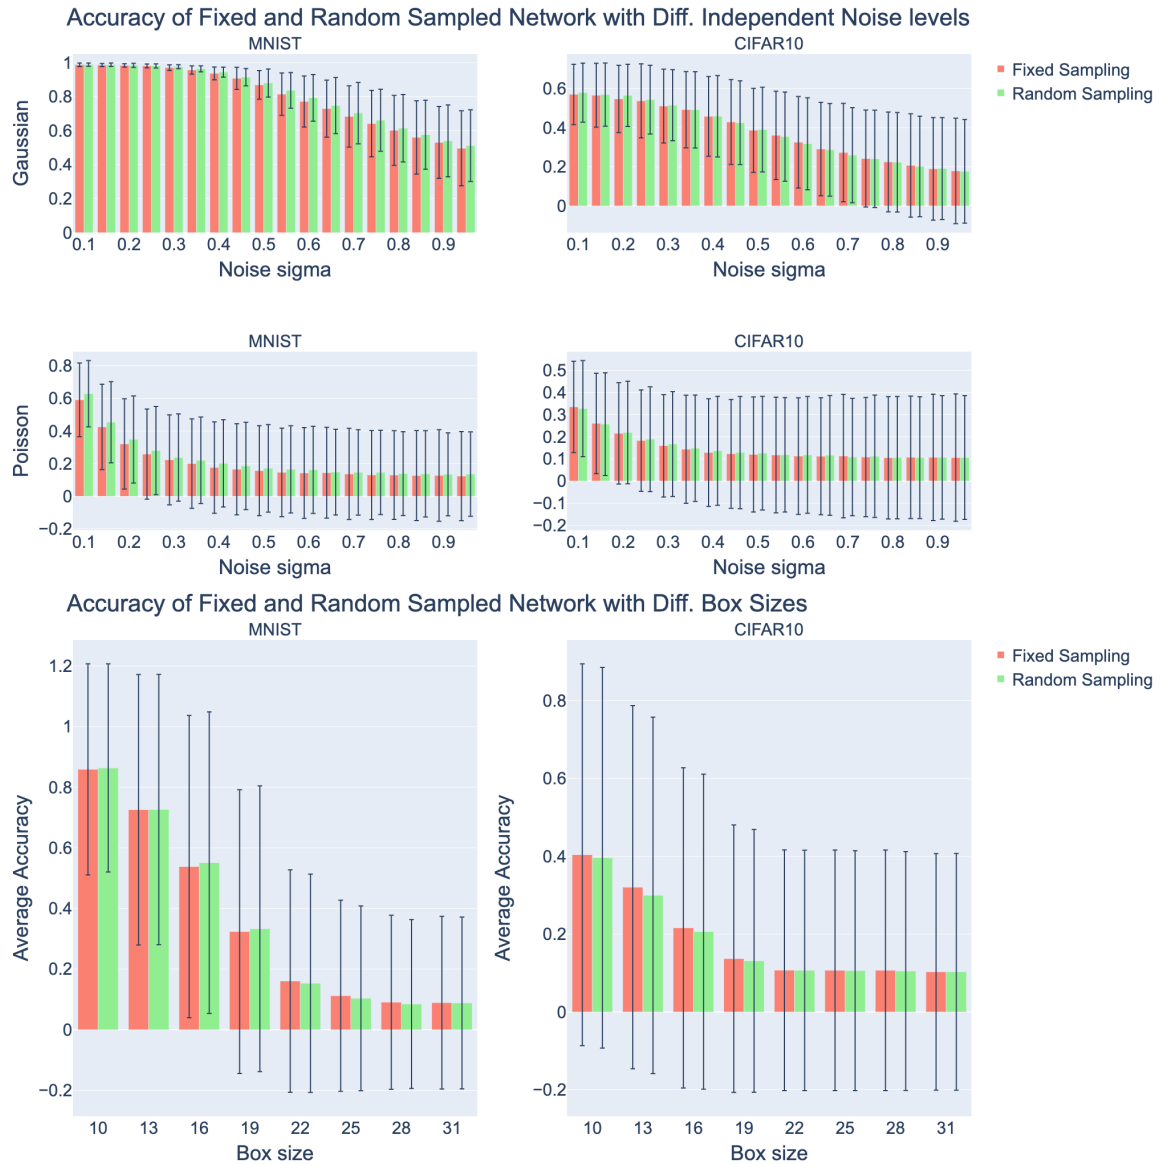 Accuracy of Fixed and Random Sampled Network with Diff. Independent Noise levels
MNIST
CIFAR10
Fixed Sampling
Random Sampling
Gaussian
1
0.8
0.6
0.4
0.2
0
0.6
0.4
0.2
0
0.1 0.2 0.3 0.4 0.5 0.6 0.7 0.8 0.9
0.1 0.2 0.3 0.4 0.5 0.6 0.7 0.8 0.9
Noise sigma
Noise sigma
MNIST
CIFAR10
Poisson
0.8
0.6
0.4
0.2
0
−0.2
0.5
0.4
0.3
0.2
0.1
0
−0.1
−0.2
0.1 0.2 0.3 0.4 0.5 0.6 0.7 0.8 0.9
0.1 0.2 0.3 0.4 0.5 0.6 0.7 0.8 0.9
Noise sigma
Noise sigma
Accuracy of Fixed and Random Sampled Network with Diff. Box Sizes
MNIST
CIFAR10
Fixed Sampling
Random Sampling
Average Accuracy
1.2
1
0.8
0.6
0.4
0.2
0
−0.2
Average Accuracy
0.8
0.6
0.4
0.2
0
−0.2
10 13 16 19 22 25 28 31
10 13 16 19 22 25 28 31
Box size
Box size